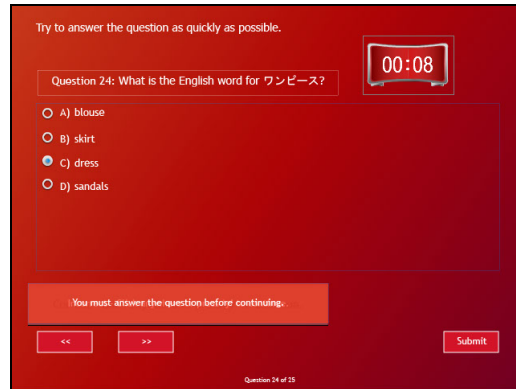 Try to answer the question as quickly as possible.
00:08
Question 24: What is the English word for ワンピース?
A) blouse
B) skirt
C) dress
D) sandals
You must answer the question before continuing.
<<
>>
Submit
Question 24 of 25